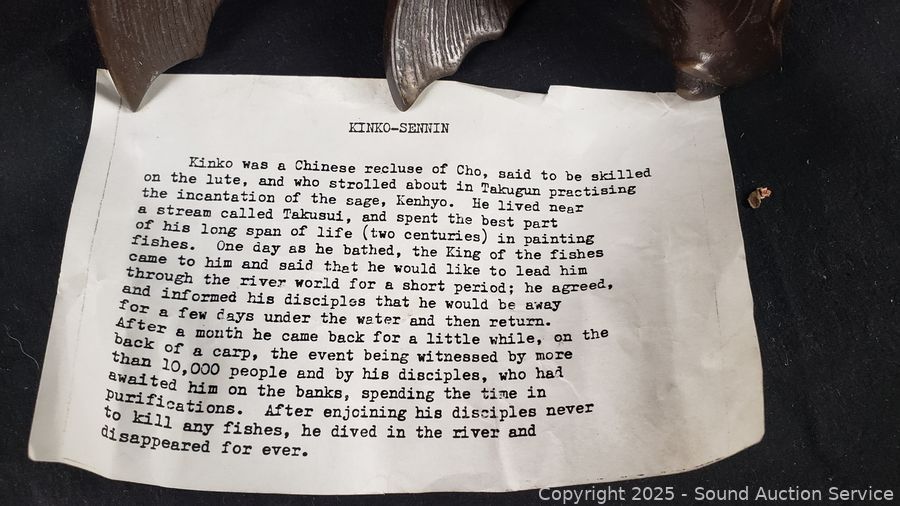 KINKO-SENNIN
Kinko was a Chinese recluse of Cho, said to be skilled
on the lute, and who strolled about in Takugun practising
the incantation of the sage, Kenhyo. He lived near
a stream called Takusui, and spent the best part
of his long span of life (two centuries) in painting
fishes. One day as he bathed, the King of the fishes
came to him and said that he would like to lead him
through the river world for a short period; he agreed,
and informed his disciples that he would be away
for a few days under the water and then return.
After a month he came back for a little while, on the
back of a carp, the event being witnessed by more
than 10,000 people and by his disciples, who had
awaited him on the banks, spending the time in
purifications. After enjoining his disciples never
to kill any fishes, he dived in the river and
disappeared for ever.
Copyright 2025 - Sound Auction Service